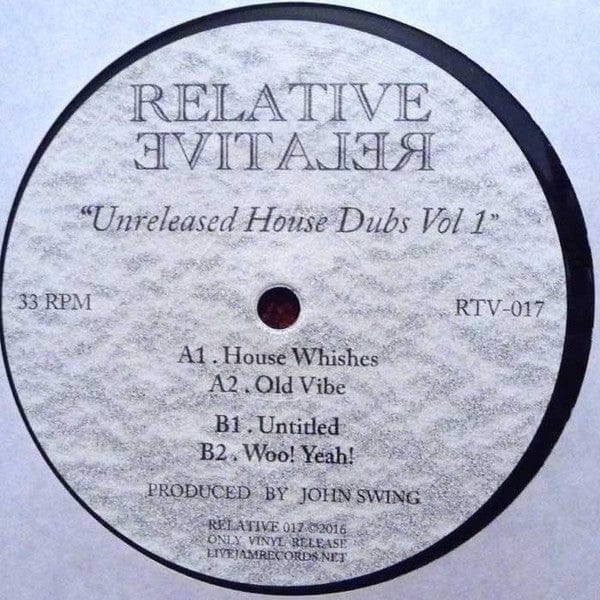 RELATIVE
RELATIVE
"Unreleased House Dubs Vol 1"
33 RPM
RTV-017
A1 . House Whishes
A2 . Old Vibe
B1 . Untitled
B2 . Woo! Yeah!
PRODUCED BY JOHN SWING
RELATIVE 017 ©2016
ONLY VINYL RELEASE
LIVEJAMRECORDS.NET